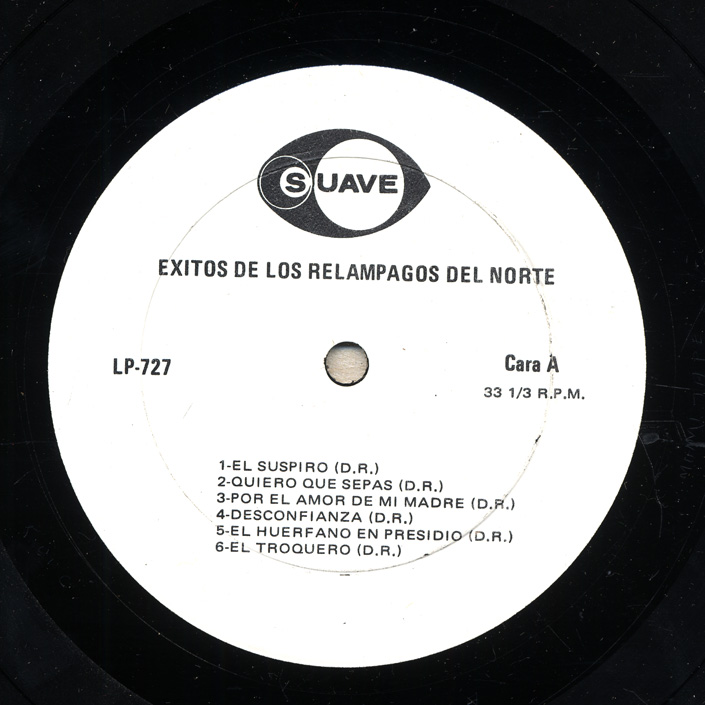 SUAVE
EXITOS DE LOS RELAMPAGOS DEL NORTE
LP-727
Cara A
33 1/3 R.P.M.
1-EL SUSPIRO (D.R.)
2-QUIERO QUE SEPAS (D.R.)
3-POR EL AMOR DE MI MADRE (D.R.)
4-DESCONFIANZA (D.R.)
5-EL HUERFANO EN PRESIDIO (D.R.)
6-EL TROQUERO (D.R.)